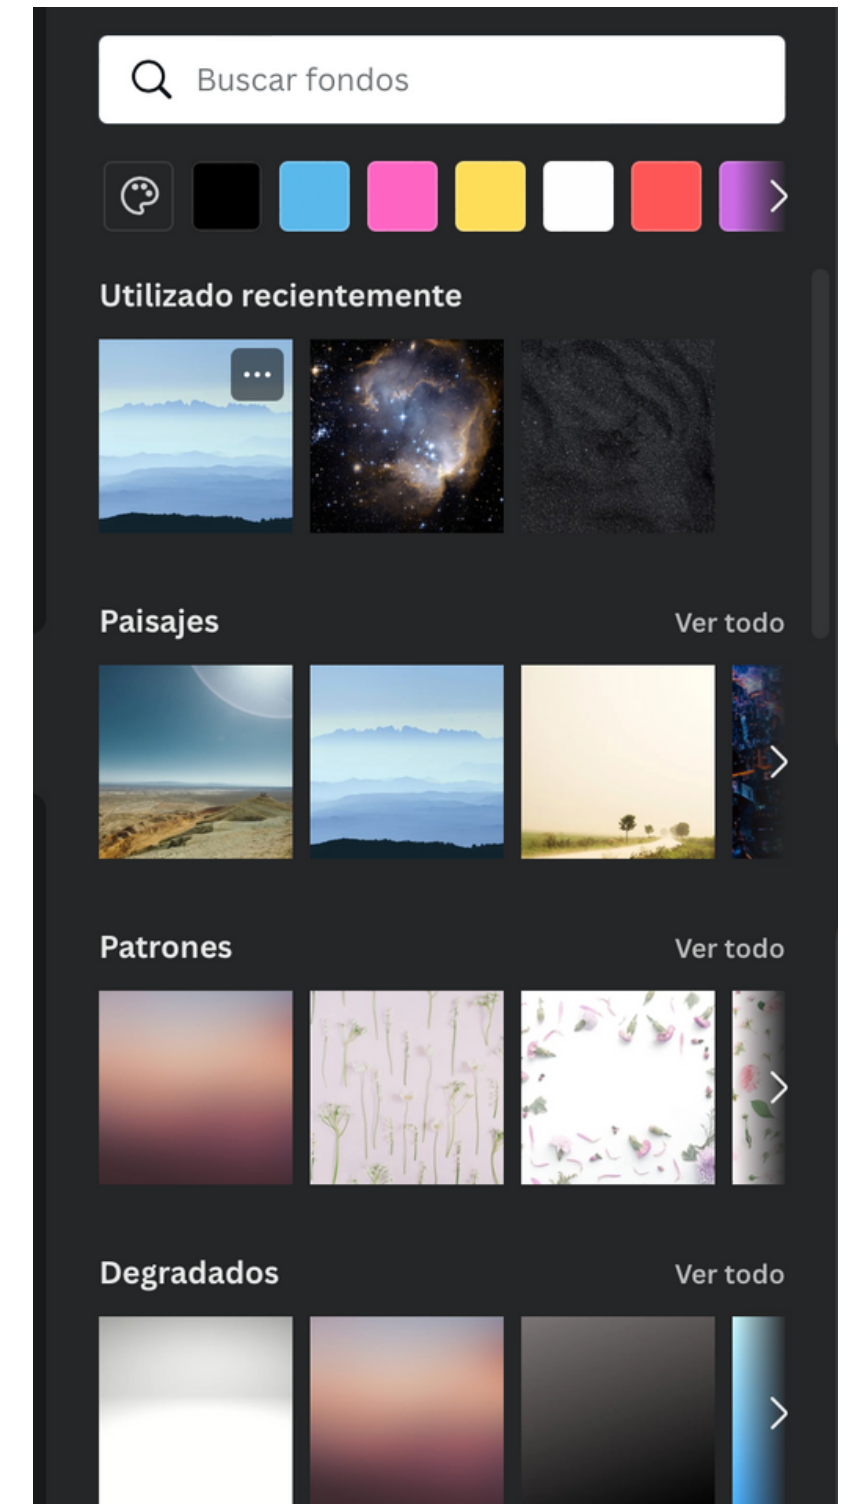 Buscar fondos
Utilizado recientemente
Paisajes
Ver todo
Patrones
Ver todo
Degradados
Ver todo